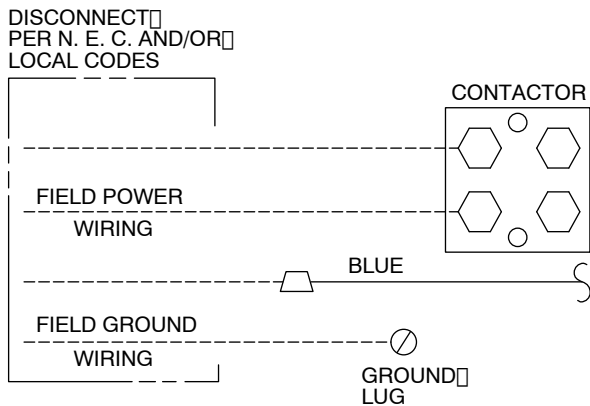 DISCONNECT▯
PER N. E. C. AND/OR▯
LOCAL CODES
CONTACTOR
FIELD POWER
WIRING
BLUE
FIELD GROUND
WIRING
GROUND▯
LUG